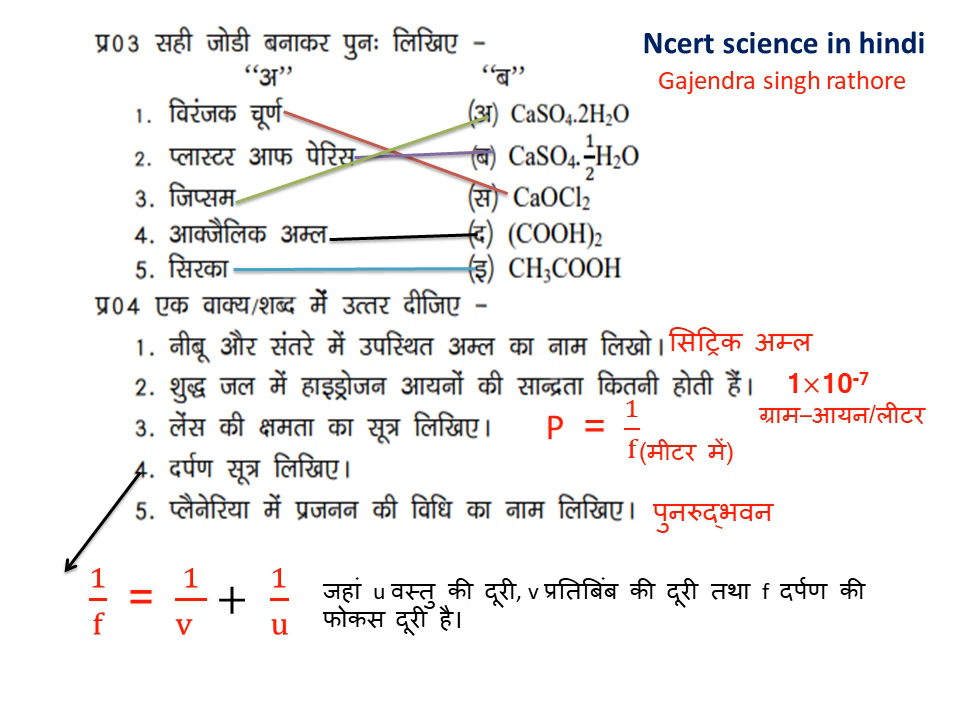 प्र03 सही जोडी बनाकर पुनः लिखिए –
Ncert science in hindi
Gajendra singh rathore
“अ” “ब”
1. विरंजक चूर्ण (अ) CaSO₄.2H₂O
2. प्लास्टर आफ पेरिस (ब) CaSO₄.½H₂O
3. जिप्सम (स) CaOCl₂
4. आक्जैलिक अम्ल (द) (COOH)₂
5. सिरका (इ) CH₃COOH
प्र04 एक वाक्य/शब्द में उत्तर दीजिए –
1. नीबू और संतरे में उपस्थित अम्ल का नाम लिखो। सिट्रिक अम्ल
2. शुद्ध जल में हाइड्रोजन आयनों की सान्द्रता कितनी होती हैं। 1×10⁻⁷
ग्राम–आयन/लीटर
3. लेंस की क्षमता का सूत्र लिखिए। P = 1/f (मीटर में)
4. दर्पण सूत्र लिखिए।
5. प्लैनेरिया में प्रजनन की विधि का नाम लिखिए। पुनरुद्भवन
1/f = 1/v + 1/u
जहां u वस्तु की दूरी, v प्रतिबिंब की दूरी तथा f दर्पण की
फोकस दूरी है।